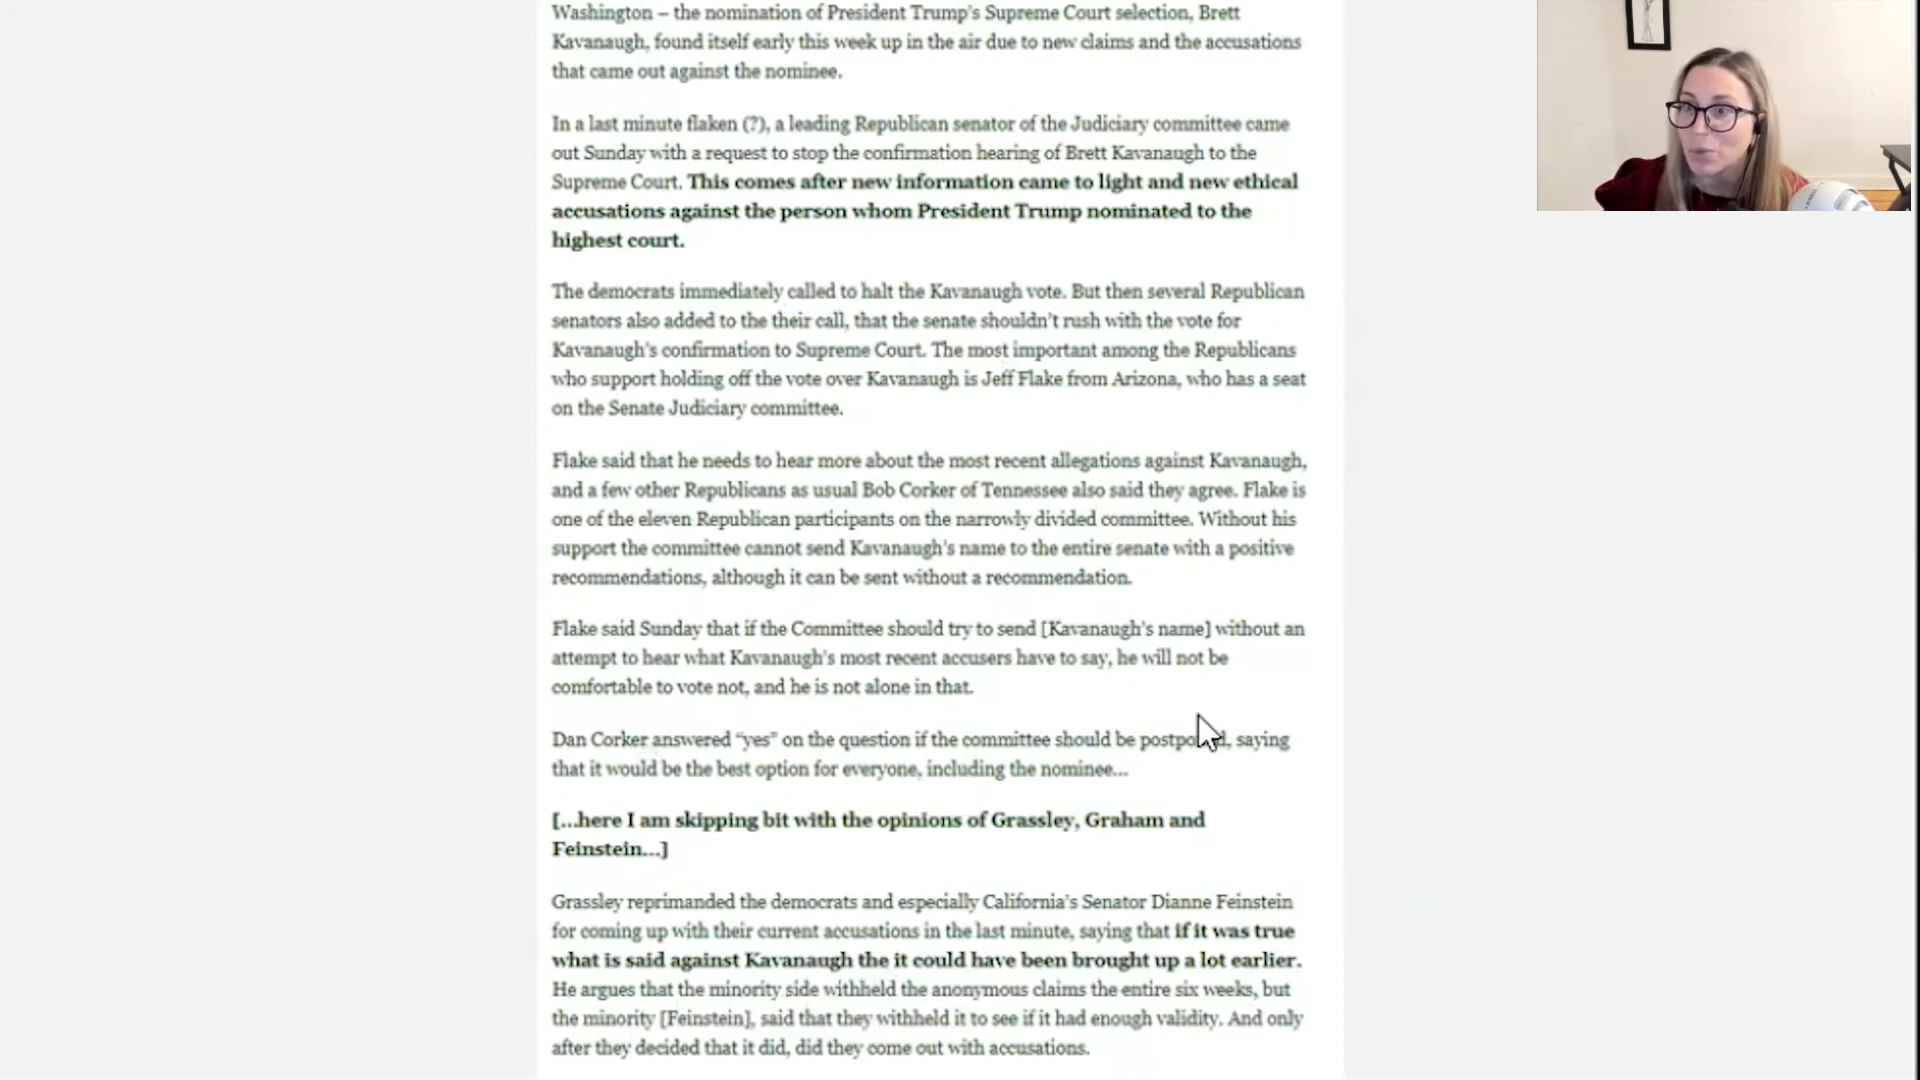 Washington – the nomination of President Trump's Supreme Court selection, Brett
Kavanaugh, found itself early this week up in the air due to new claims and the accusations
that came out against the nominee.
In a last minute flaken (?), a leading Republican senator of the Judiciary committee came
out Sunday with a request to stop the confirmation hearing of Brett Kavanaugh to the
Supreme Court. This comes after new information came to light and new ethical
accusations against the person whom President Trump nominated to the
highest court.
The democrats immediately called to halt the Kavanaugh vote. But then several Republican
senators also added to the their call, that the senate shouldn't rush with the vote for
Kavanaugh's confirmation to Supreme Court. The most important among the Republicans
who support holding off the vote over Kavanaugh is Jeff Flake from Arizona, who has a seat
on the Senate Judiciary committee.
Flake said that he needs to hear more about the most recent allegations against Kavanaugh,
and a few other Republicans as usual Bob Corker of Tennessee also said they agree. Flake is
one of the eleven Republican participants on the narrowly divided committee. Without his
support the committee cannot send Kavanaugh's name to the entire senate with a positive
recommendations, although it can be sent without a recommendation.
Flake said Sunday that if the Committee should try to send [Kavanaugh's name] without an
attempt to hear what Kavanaugh's most recent accusers have to say, he will not be
comfortable to vote not, and he is not alone in that.
Dan Corker answered "yes" on the question if the committee should be saying
that it would be the best option for everyone, including the nominee...
[...here I am skipping bit with the opinions of Grassley, Graham and
Feinstein...]
Grassley reprimanded the democrats and especially California's Senator Dianne Feinstein
for coming up with their current accusations in the last minute, saying that if it was true
what is said against Kavanaugh the it could have been brought up a lot earlier.
He argues that the minority side withheld the anonymous claims the entire six weeks, but
the minority [Feinstein], said that they withheld it to see if it had enough validity. And only
after they decided that it did, did they come out with accusations.